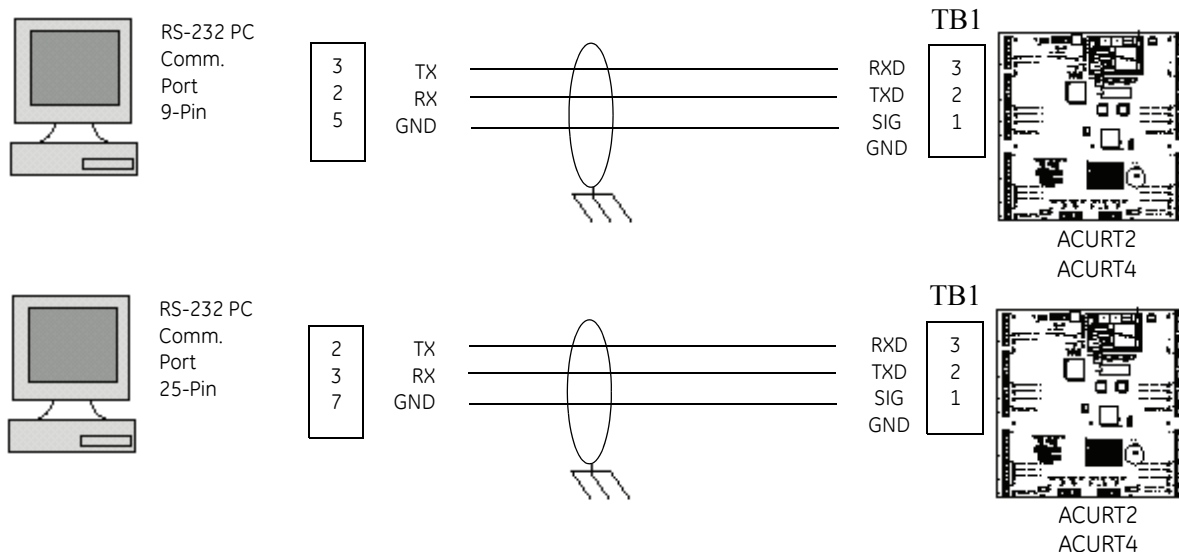 RS-232 PC
Comm.
Port
9-Pin
3
2
5
TX
RX
GND
TB1
RXD
TXD
SIG
GND
3
2
1
ACURT2
ACURT4
RS-232 PC
Comm.
Port
25-Pin
2
3
7
TX
RX
GND
TB1
RXD
TXD
SIG
GND
3
2
1
ACURT2
ACURT4